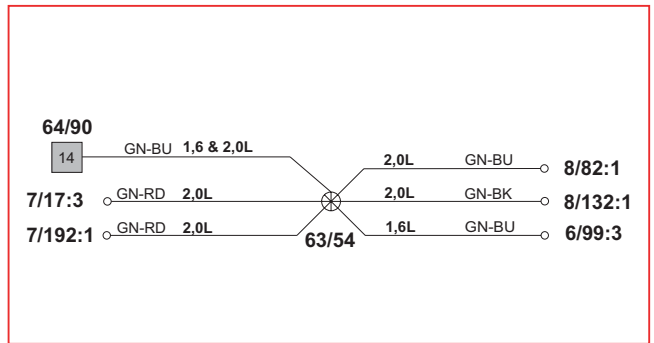 64/90
14 GN-BU 1,6 & 2,0L
2,0L GN-BU 8/82:1
7/17:3 GN-RD 2,0L 2,0L GN-BK 8/132:1
7/192:1 GN-RD 2,0L 63/54 1,6L GN-BU 6/99:3